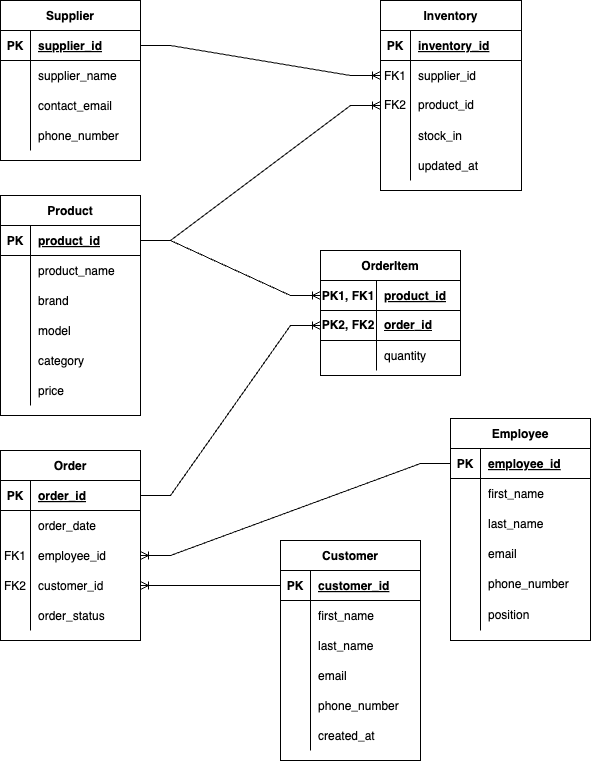 Supplier
PK supplier_id
supplier_name
contact_email
phone_number
Inventory
PK inventory_id
FK1 supplier_id
FK2 product_id
stock_in
updated_at
Product
PK product_id
product_name
brand
model
category
price
OrderItem
PK1, FK1 product_id
PK2, FK2 order_id
quantity
Order
PK order_id
order_date
FK1 employee_id
FK2 customer_id
order_status
Employee
PK employee_id
first_name
last_name
email
phone_number
position
Customer
PK customer_id
first_name
last_name
email
phone_number
created_at